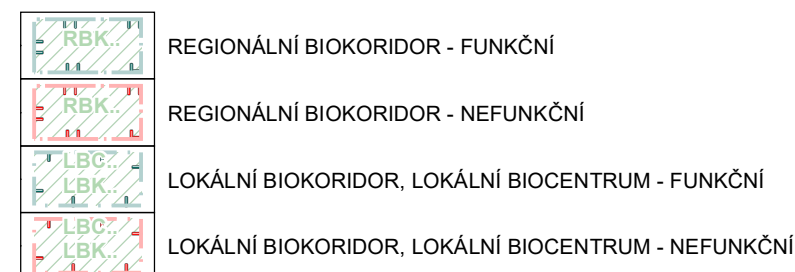 RBK..
REGIONÁLNÍ BIOKORIDOR - FUNKČNÍ
RBK..
REGIONÁLNÍ BIOKORIDOR - NEFUNKČNÍ
LBC..
LBK..
LOKÁLNÍ BIOKORIDOR, LOKÁLNÍ BIOCENTRUM - FUNKČNÍ
LBC..
LBK..
LOKÁLNÍ BIOKORIDOR, LOKÁLNÍ BIOCENTRUM - NEFUNKČNÍ